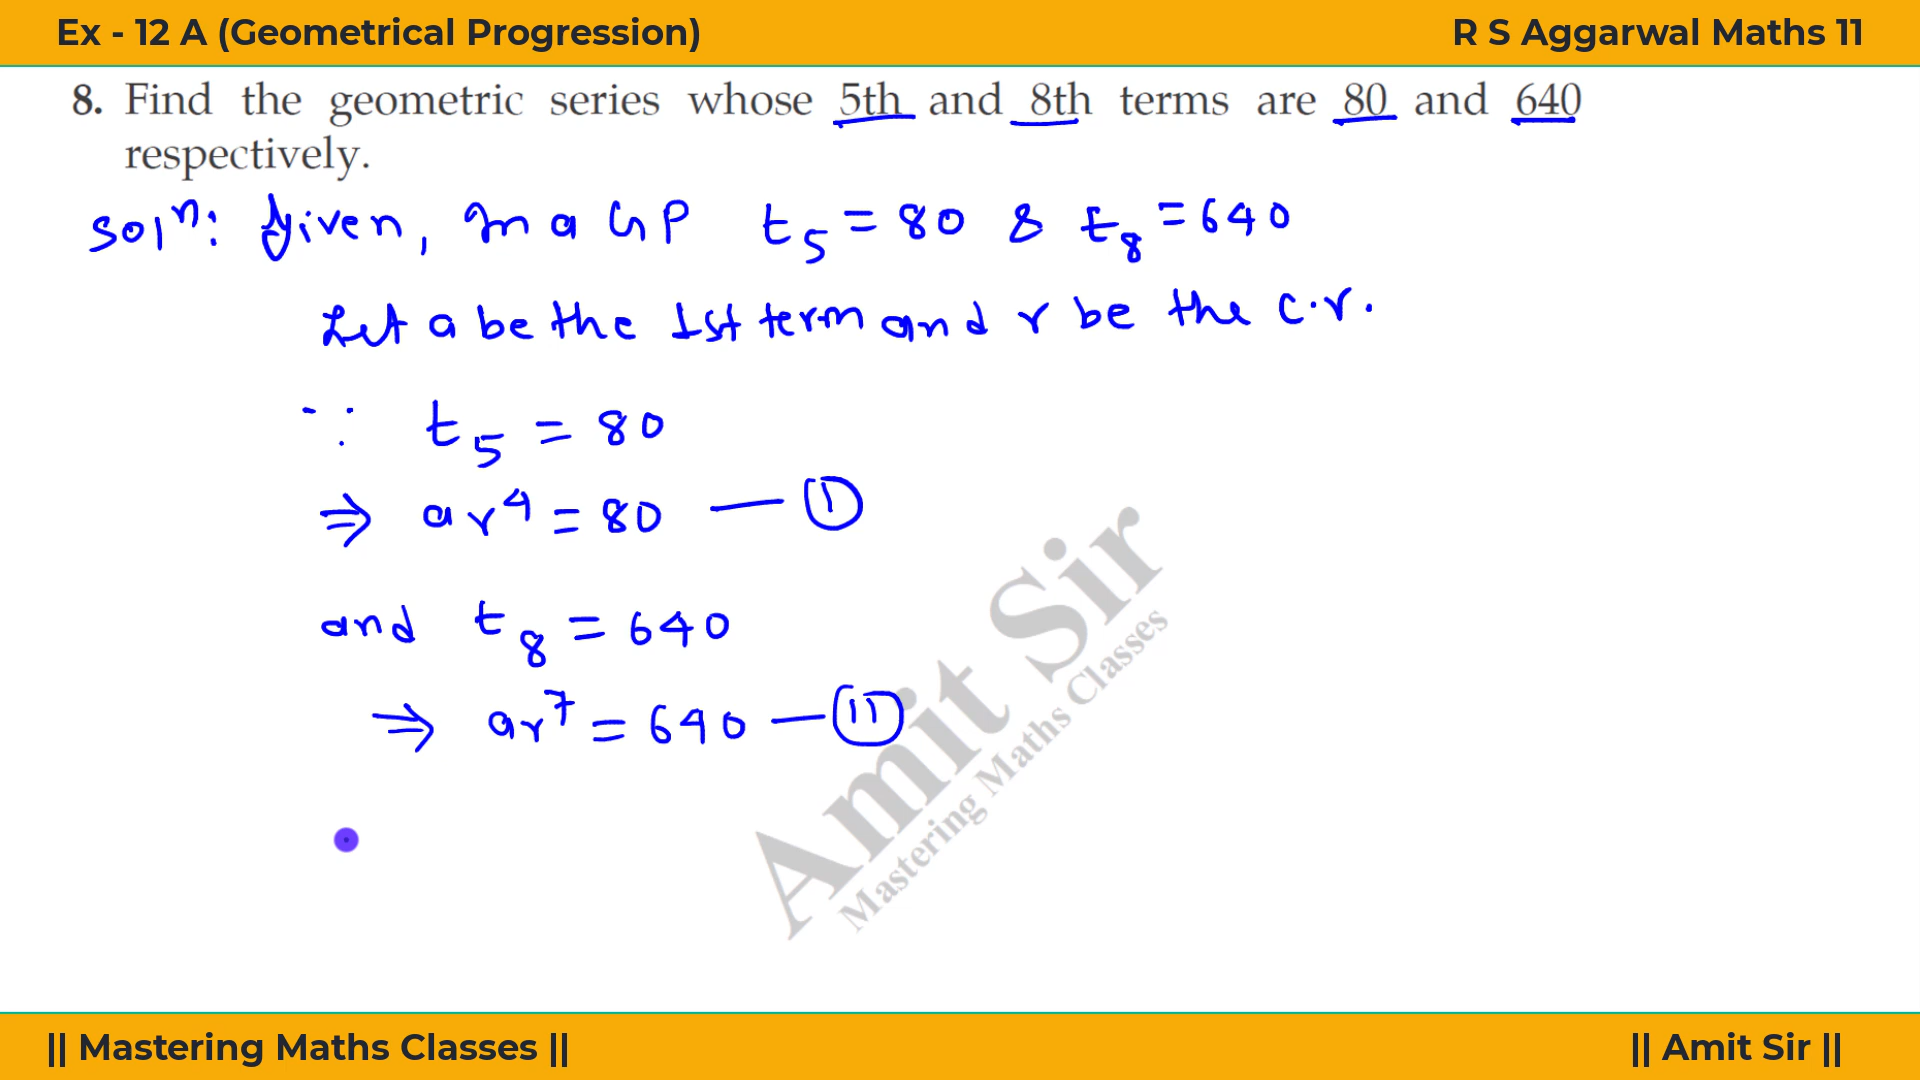 Ex - 12 A (Geometrical Progression) R S Aggarwal Maths 11
8. Find the geometric series whose 5th and 8th terms are 80 and 640
respectively.
Solⁿ: Given, In a GP t₅ = 80 & t₈ = 640
Let a be the 1st term and r be the c.r.
∵ t₅ = 80
⇒ ar⁴ = 80 — (I)
and t₈ = 640
⇒ ar⁷ = 640 — (II)
Amit Sir
Mastering Maths Classes
|| Mastering Maths Classes || || Amit Sir ||